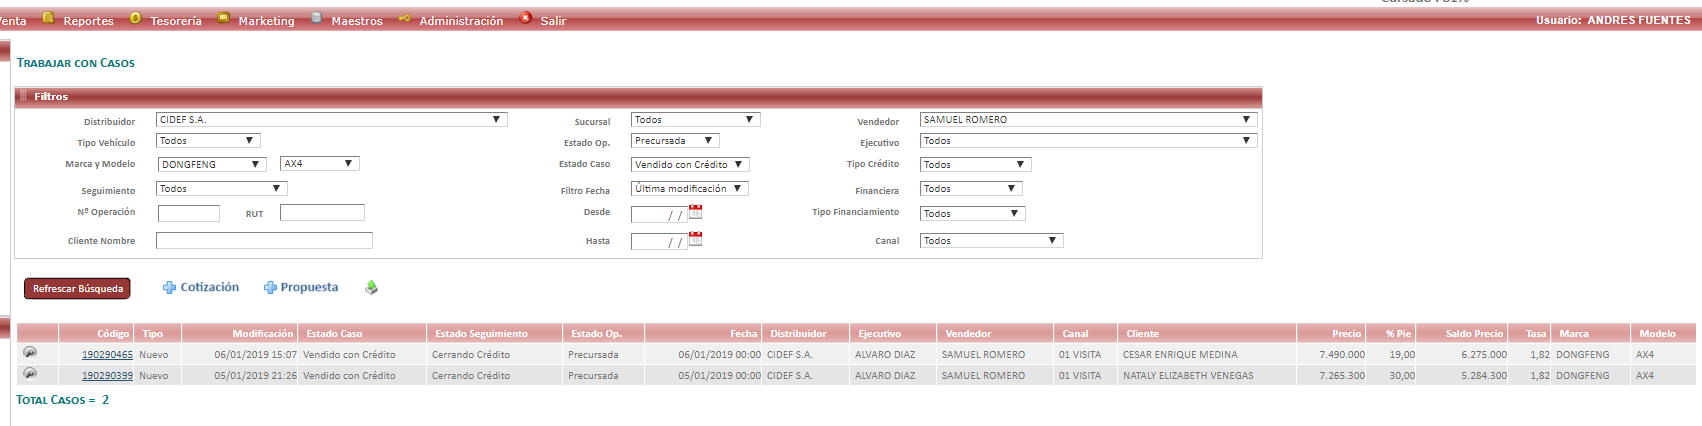 Reportes Tesorería Marketing Maestros Administración Salir Usuario: ANDRES FUENTES
TRABAJAR CON CASOS
Filtros
Distribuidor CIDEF S.A. Sucursal Todos Vendedor SAMUEL ROMERO
Tipo Vehículo Todos Estado Op. Precursada Ejecutivo Todos
Marca y Modelo DONGFENG AX4 Estado Caso Vendido con Crédito Tipo Crédito Todos
Seguimiento Todos Filtro Fecha Última modificación Financiera Todos
Nº Operación RUT Desde / / Tipo Financiamiento Todos
Cliente Nombre Hasta / / Canal Todos
Refrescar Búsqueda Cotización Propuesta
Código Tipo Modificación Estado Caso Estado Seguimiento Estado Op. Fecha Distribuidor Ejecutivo Vendedor Canal Cliente Precio % Pie Saldo Precio Tasa Marca Modelo
190290465 Nuevo 06/01/2019 15:07 Vendido con Crédito Cerrando Crédito Precursada 06/01/2019 00:00 CIDEF S.A. ALVARO DIAZ SAMUEL ROMERO 01 VISITA CESAR ENRIQUE MEDINA 7.490.000 19,00 6.275.000 1,82 DONGFENG AX4
190290399 Nuevo 05/01/2019 21:26 Vendido con Crédito Cerrando Crédito Precursada 05/01/2019 00:00 CIDEF S.A. ALVARO DIAZ SAMUEL ROMERO 01 VISITA NATALY ELIZABETH VENEGAS 7.265.300 30,00 5.284.300 1,82 DONGFENG AX4
TOTAL CASOS = 2